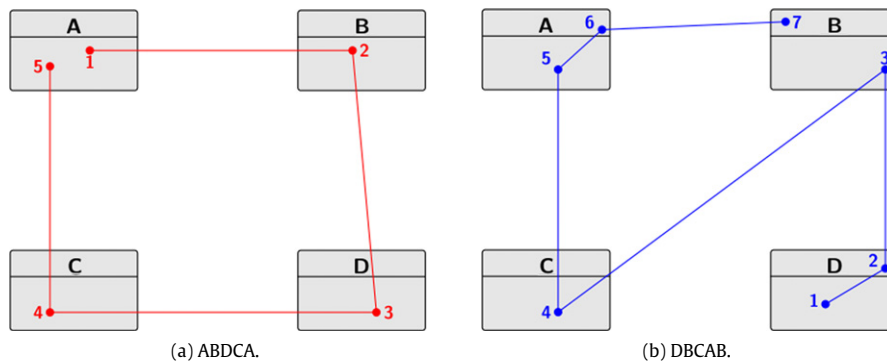 A B
5 1 2
C D
4 3
(a) ABDCA.
A 6 7 B
5 3
C D 2
4 1
(b) DBCAB.